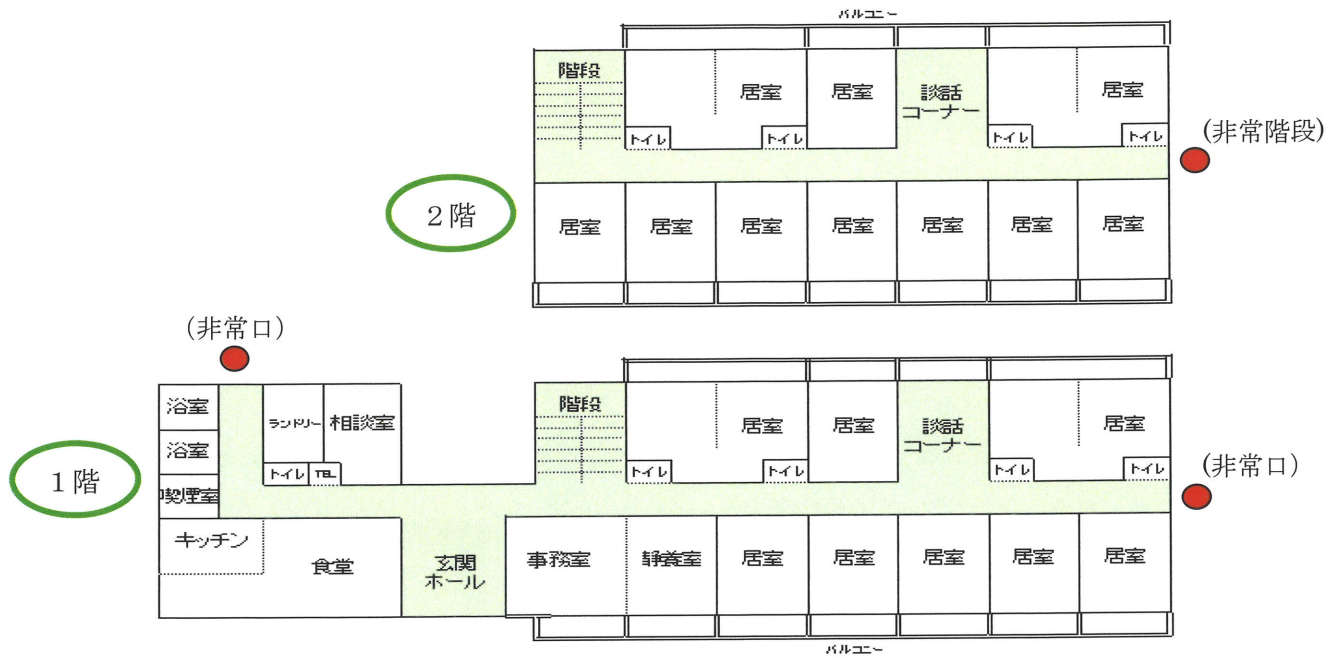 バルコニー
階段
居室
居室
談話
コーナー
居室
トイレ
トイレ
トイレ
トイレ
(非常階段)
2階
居室
居室
居室
居室
居室
居室
居室
(非常口)
浴室
ランドリー
相談室
階段
居室
居室
談話
コーナー
居室
浴室
トイレ
TEL
トイレ
トイレ
トイレ
トイレ
(非常口)
1階
喫煙室
キッチン
食堂
玄関
ホール
事務室
静養室
居室
居室
居室
居室
居室
バルコニー